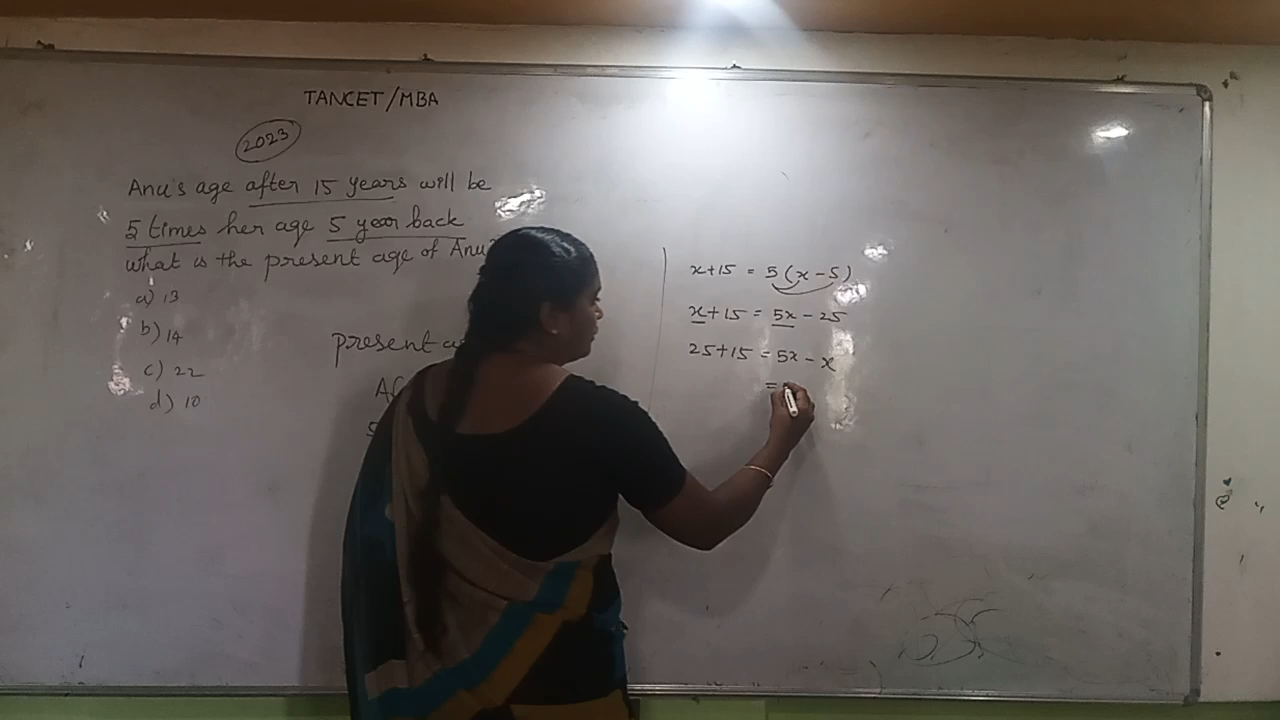 TANCET/MBA
2023
Anu's age after 15 years will be
5 times her age 5 year back
what is the present age of Anu?
a) 13
b) 14
c) 22
d) 10
present
x+15 = 5(x-5)
x+15 = 5x - 25
25+15 = 5x - x
=